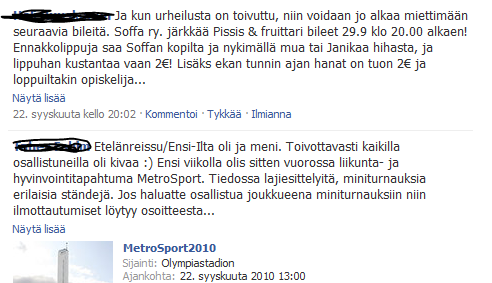 Ja kun urheilusta on toivuttu, niin voidaan jo alkaa miettimään
seuraavia bileitä. Soffa ry. järkkää Pissis & fruittari bileet 29.9 klo 20.00 alkaen!
Ennakkolippuja saa Soffan kopilta ja nykimällä mua tai Janikaa hihasta, ja
lippuhan kustantaa vaan 2€! Lisäks ekan tunnin ajan hanat on tuon 2€ ja
loppuiltakin opiskelija...
Näytä lisää
22. syyskuuta kello 20:02 · Kommentoi · Tykkää · Ilmianna
Etelänreissu/Ensi-Ilta oli ja meni. Toivottavasti kaikilla
osallistuneilla oli kivaa :) Ensi viikolla olis sitten vuorossa liikunta- ja
hyvinvointitapahtuma MetroSport. Tiedossa lajiesittelyitä, miniturnauksia
erilaisia ständejä. Jos haluatte osallistua joukkueena miniturnauksiin niin
ilmottautumiset löytyy osoitteesta...
Näytä lisää
MetroSport2010
Sijainti: Olympiastadion
Ajankohta: 22. syyskuuta 2010 13:00